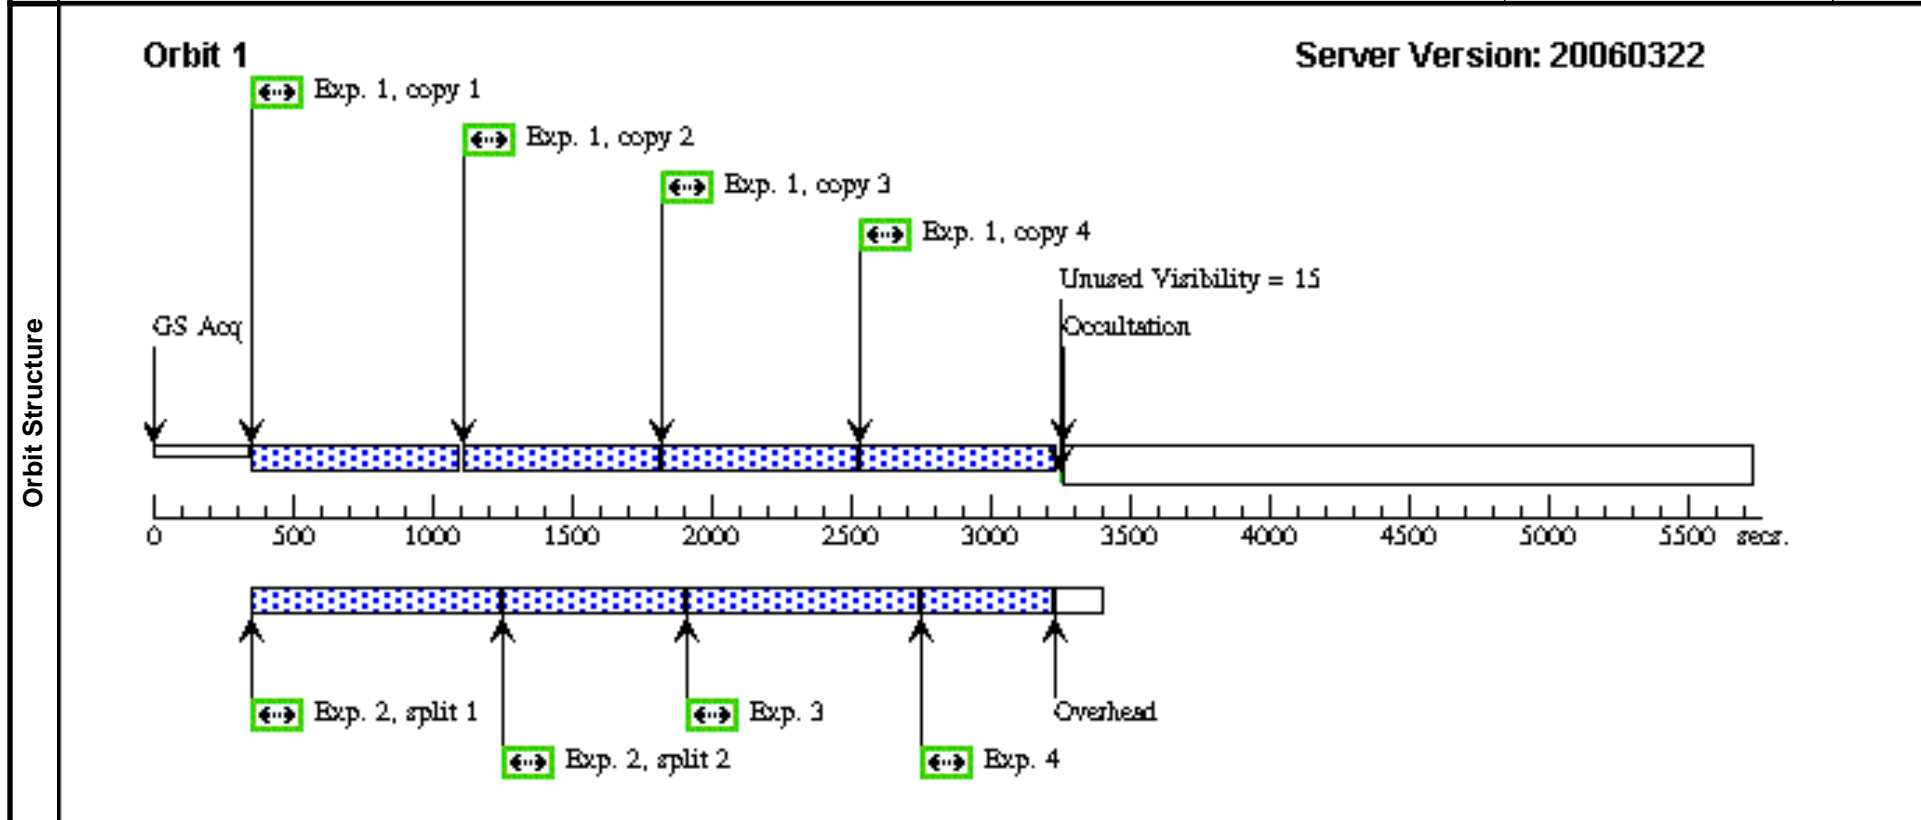 Orbit Structure
Orbit 1
Server Version: 20060322
Exp. 1, copy 1
Exp. 1, copy 2
Exp. 1, copy 3
Exp. 1, copy 4
Unused Visibility = 15
GS Acq
Occultation
0 500 1000 1500 2000 2500 3000 3500 4000 4500 5000 5500 secs.
Exp. 2, split 1
Exp. 3
Overhead
Exp. 2, split 2
Exp. 4